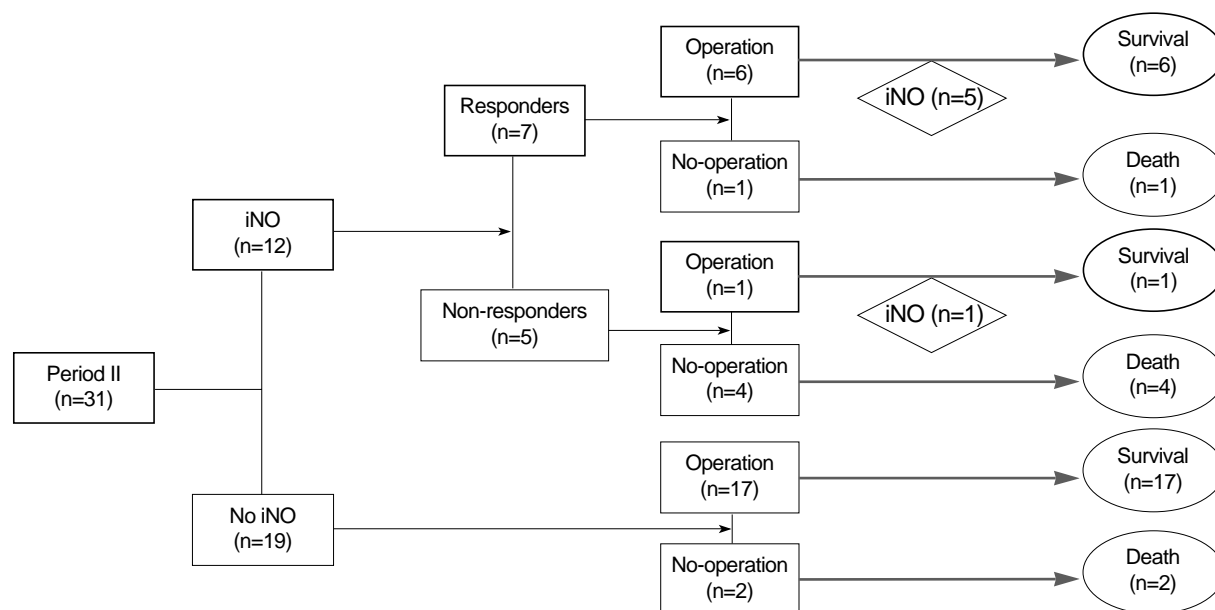 Period II
(n=31)
iNO
(n=12)
No iNO
(n=19)
Responders
(n=7)
Non-responders
(n=5)
Operation
(n=6)
No-operation
(n=1)
Operation
(n=1)
No-operation
(n=4)
Operation
(n=17)
No-operation
(n=2)
iNO (n=5)
iNO (n=1)
Survival
(n=6)
Death
(n=1)
Survival
(n=1)
Death
(n=4)
Survival
(n=17)
Death
(n=2)